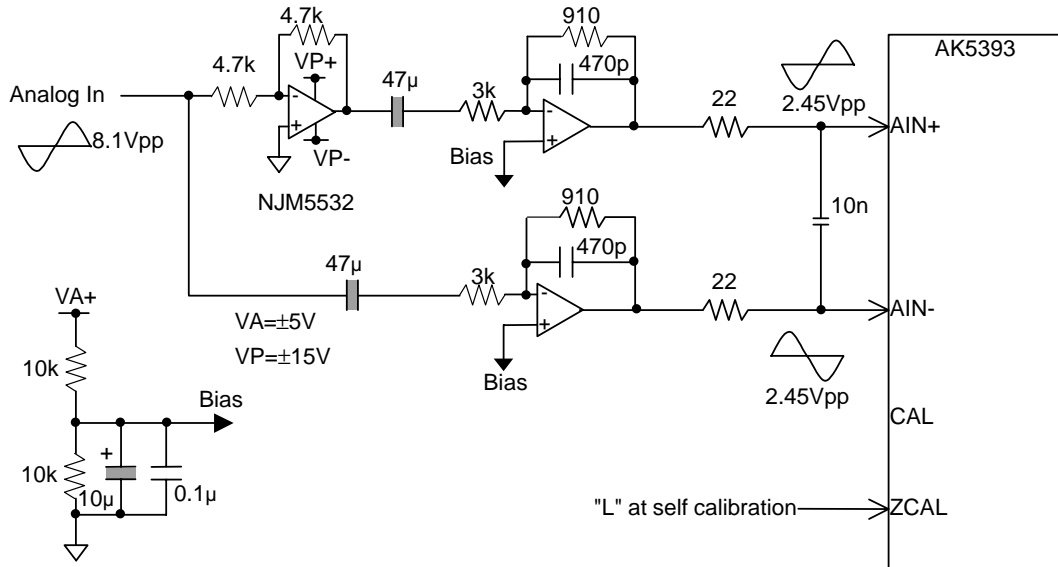 4.7k
910
AK5393
4.7k
VP+
47µ
470p
Analog In
3k
22
2.45Vpp
-
-
AIN+
+
+
8.1Vpp
VP-
Bias
NJM5532
910
10n
470p
47µ
3k
22
VA+
-
AIN-
VA=±5V
+
VP=±15V
10k
Bias
2.45Vpp
Bias
CAL
+
10k
10µ
0.1µ
"L" at self calibration
ZCAL